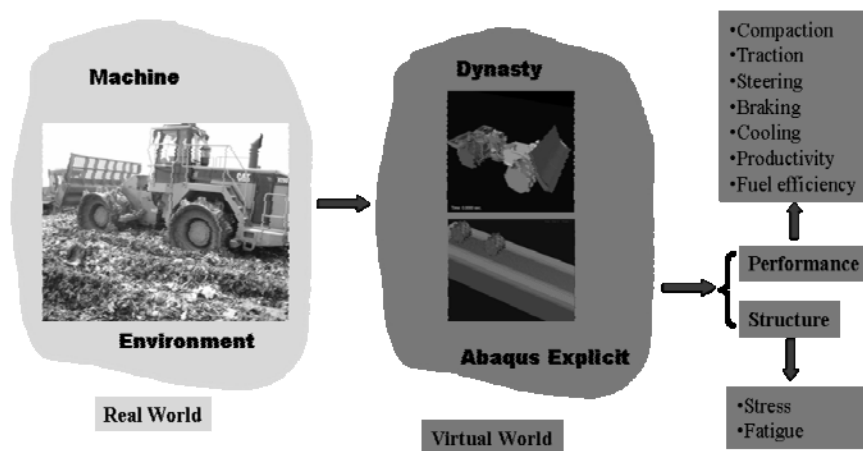 Machine
Environment
Real World
CAT
Dynasty
Abaqus Explicit
Virtual World
•Compaction
•Traction
•Steering
•Braking
•Cooling
•Productivity
•Fuel efficiency
Performance
Structure
•Stress
•Fatigue